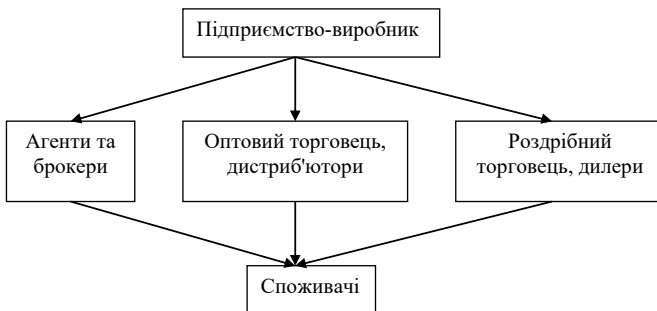 Підприємство-виробник
Агенти та
брокери
Оптовий торговець,
дистриб'ютори
Роздрібний
торговець, дилери
Споживачі